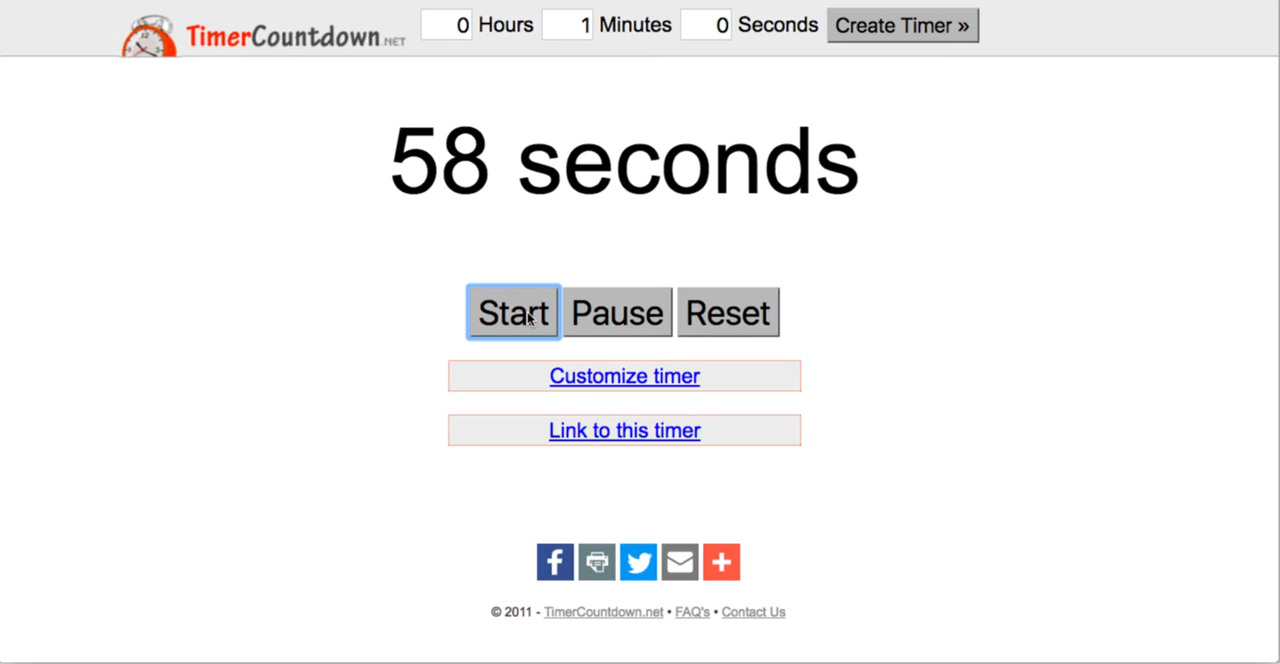 TimerCountdown.NET 0 Hours 1 Minutes 0 Seconds Create Timer »
58 seconds
Start Pause Reset
Customize timer
Link to this timer
© 2011 - TimerCountdown.net • FAQ's • Contact Us